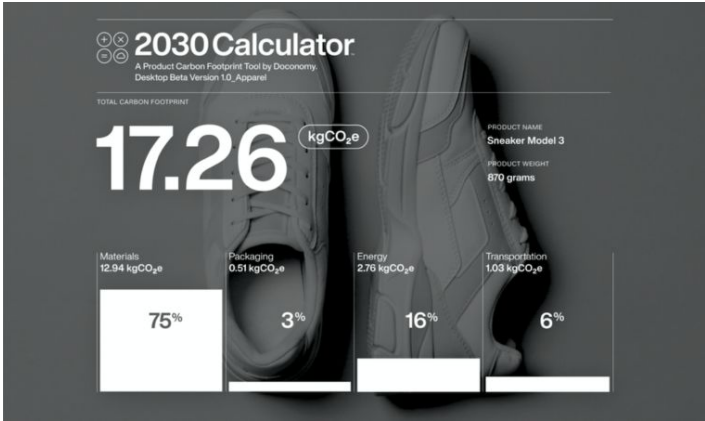 2030 Calculator™
A Product Carbon Footprint Tool by Doconomy.
Desktop Beta Version 1.0_Apparel
TOTAL CARBON FOOTPRINT
17.26 kgCO₂e
PRODUCT NAME
Sneaker Model 3
PRODUCT WEIGHT
870 grams
Materials
12.94 kgCO₂e
75%
Packaging
0.51 kgCO₂e
3%
Energy
2.76 kgCO₂e
16%
Transportation
1.03 kgCO₂e
6%